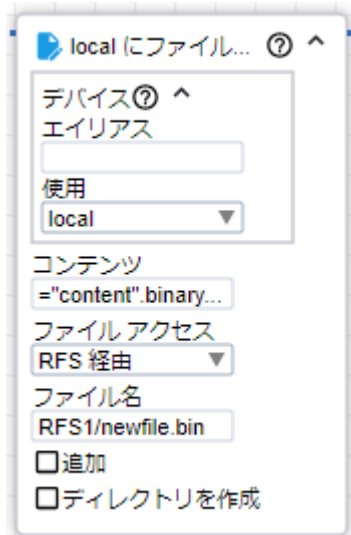 local にファイル...
デバイス
エイリアス
使用
local
コンテンツ
="content".binary...
ファイル アクセス
RFS 経由
ファイル名
RFS1/newfile.bin
追加
ディレクトリを作成